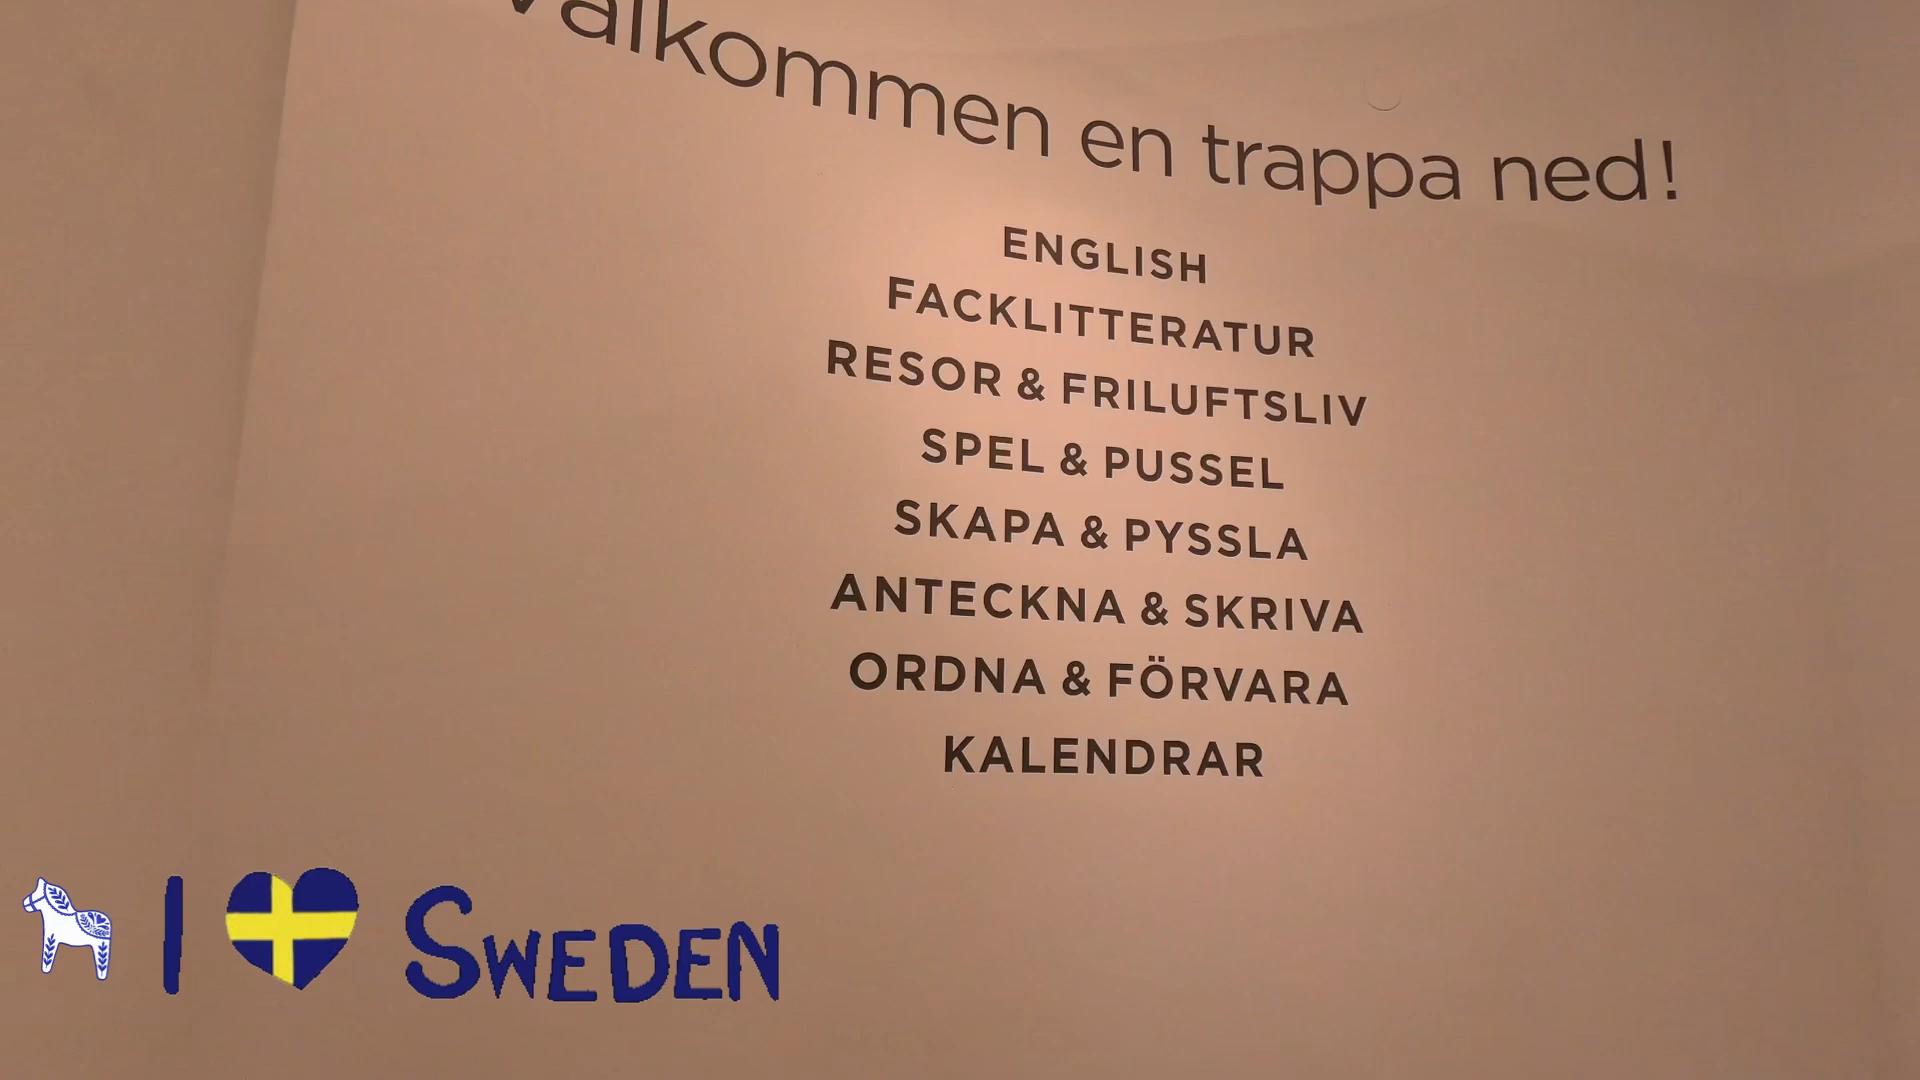 Välkommen en trappa ned!
ENGLISH
FACKLITTERATUR
RESOR & FRILUFTSLIV
SPEL & PUSSEL
SKAPA & PYSSLA
ANTECKNA & SKRIVA
ORDNA & FÖRVARA
KALENDRAR
I SWEDEN